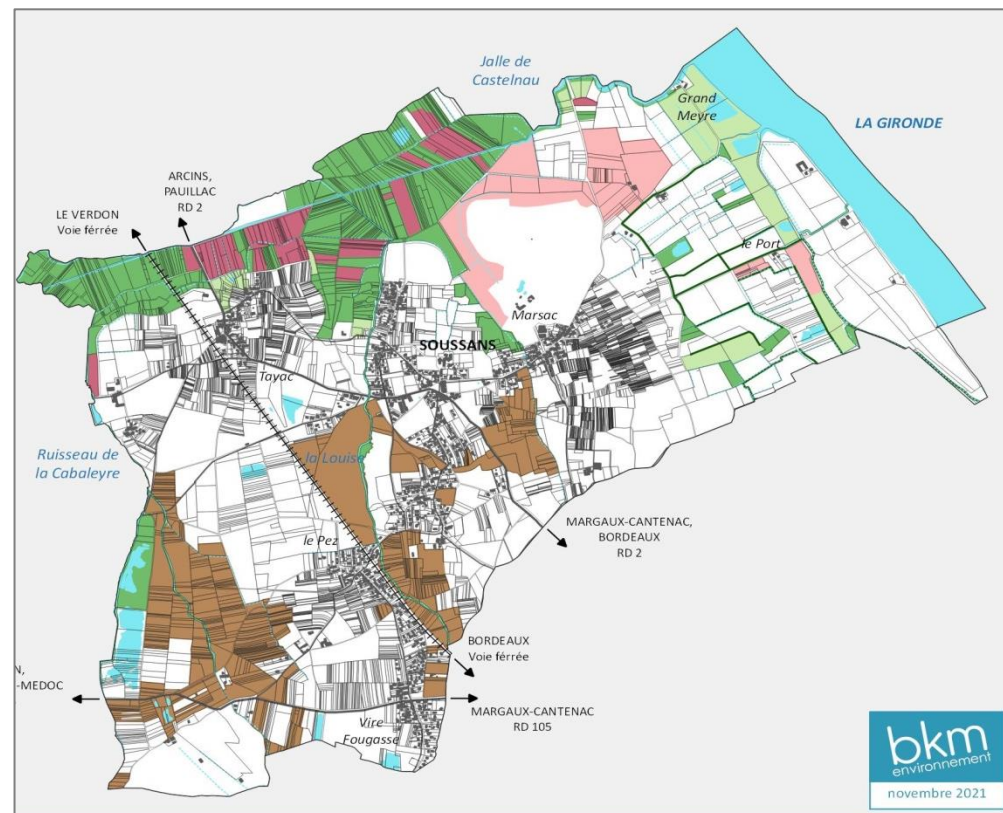 Jalle de
Castelnau
Grand
Meyre
LA GIRONDE
ARCINS,
PAUILLAC
RD 2
LE VERDON
Voie férrée
le Port
Marsac
SOUSSANS
Tayac
Ruisseau de
la Cabaleyre
la Louise
MARGAUX-CANTENAC,
BORDEAUX
RD 2
le Pez
BORDEAUX
Voie férrée
N,
-MEDOC
MARGAUX-CANTENAC
RD 105
Vire
Fougasse
bkm
environnement
novembre 2021